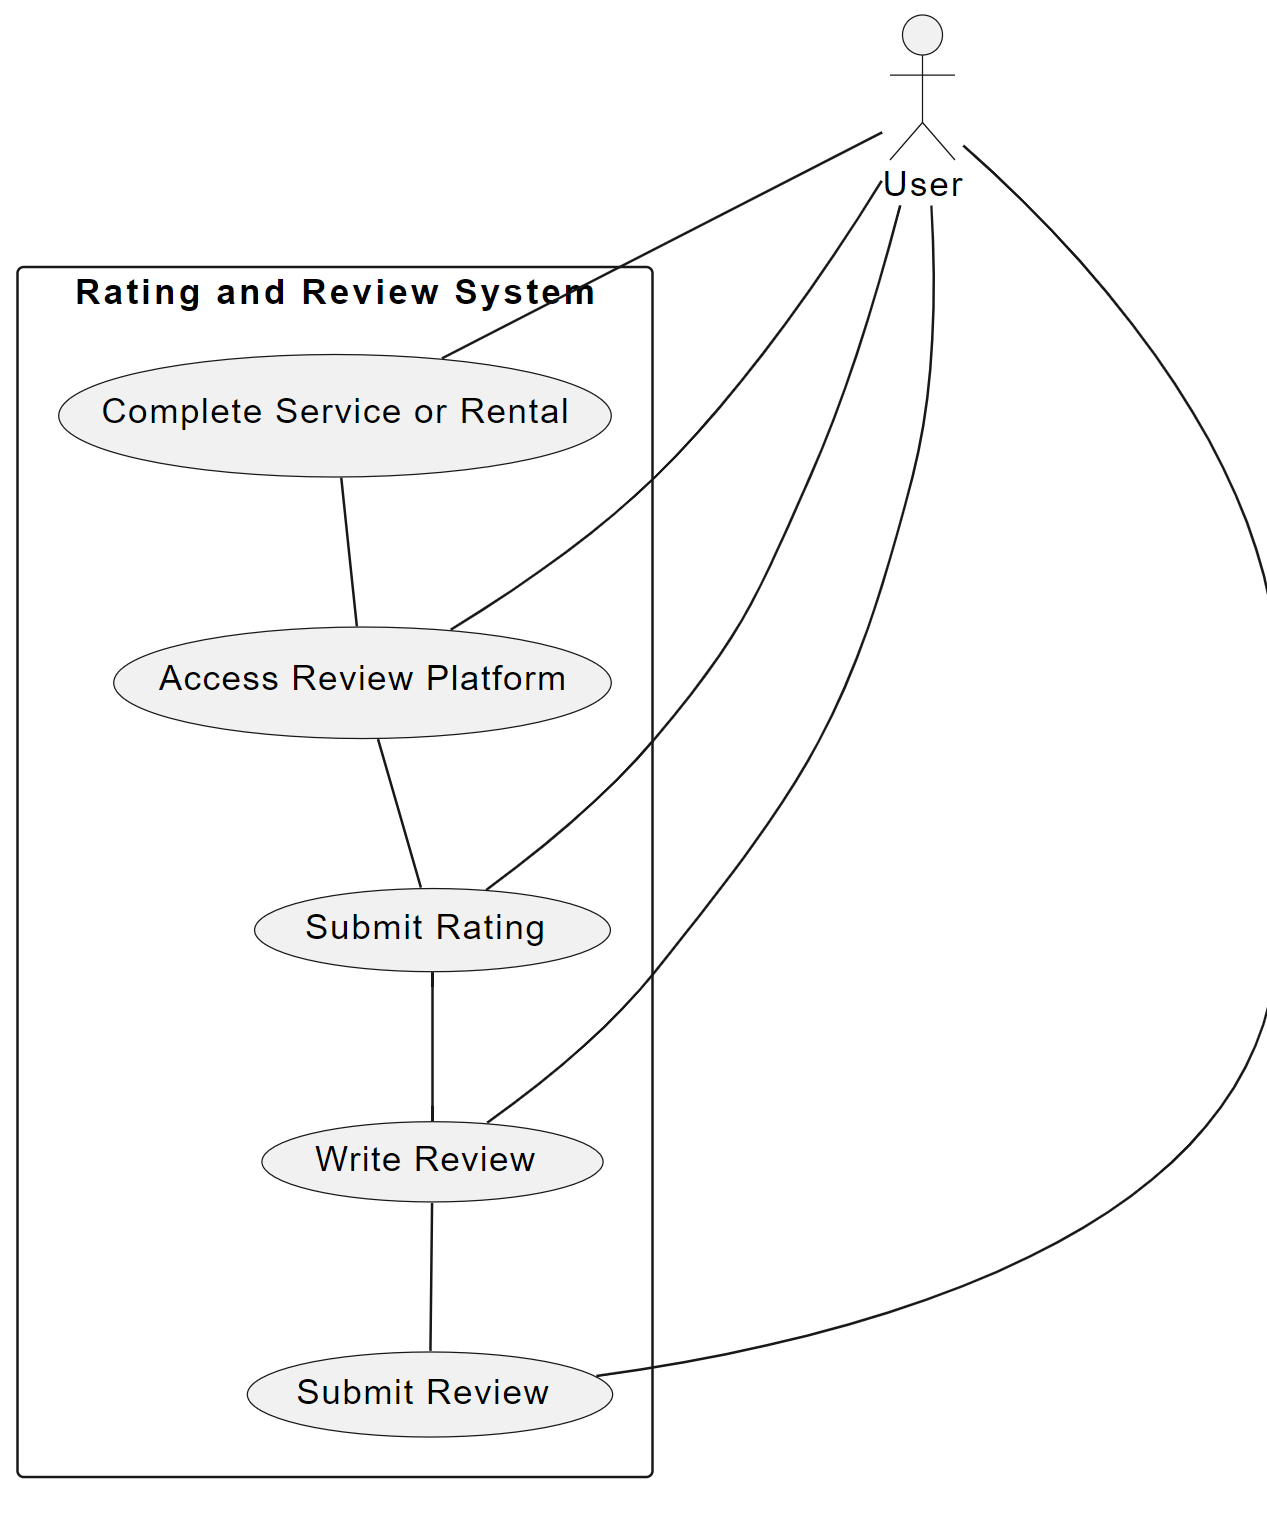 User
Rating and Review System
Complete Service or Rental
Access Review Platform
Submit Rating
Write Review
Submit Review